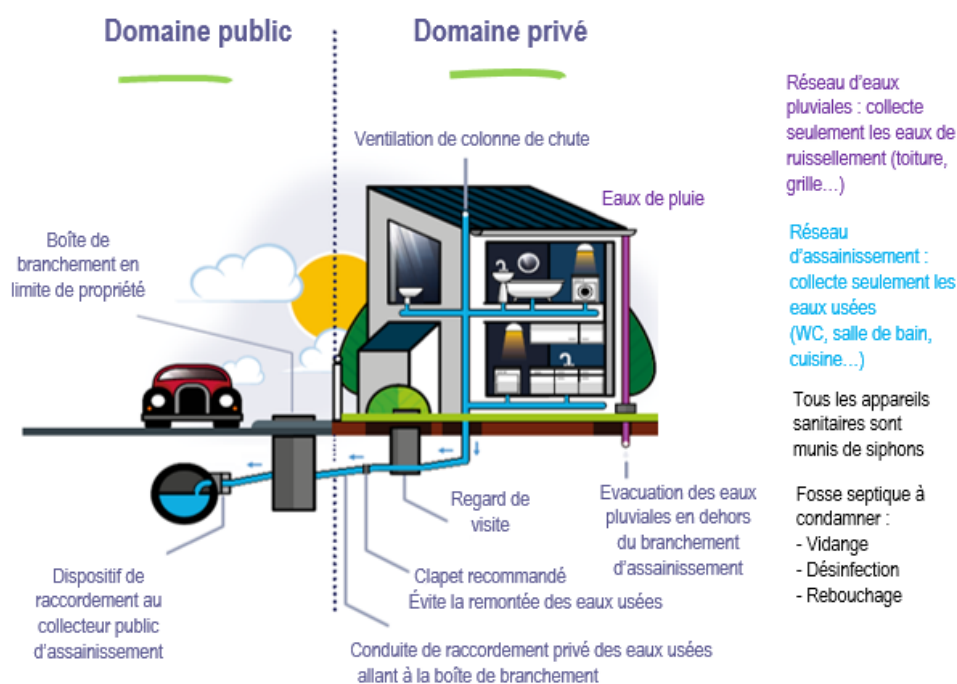 Domaine public
Domaine privé
Ventilation de colonne de chute
Eaux de pluie
Boîte de
branchement en
limite de propriété
Regard de
visite
Evacuation des eaux
pluviales en dehors
du branchement
d'assainissement
Clapet recommandé
Évite la remontée des eaux usées
Dispositif de
raccordement au
collecteur public
d'assainissement
Conduite de raccordement privé des eaux usées
allant à la boîte de branchement
Réseau d'eaux
pluviales : collecte
seulement les eaux de
ruissellement (toiture,
grille…)
Réseau
d'assainissement :
collecte seulement les
eaux usées
(WC, salle de bain,
cuisine…)
Tous les appareils
sanitaires sont
munis de siphons
Fosse septique à
condamner :
- Vidange
- Désinfection
- Rebouchage